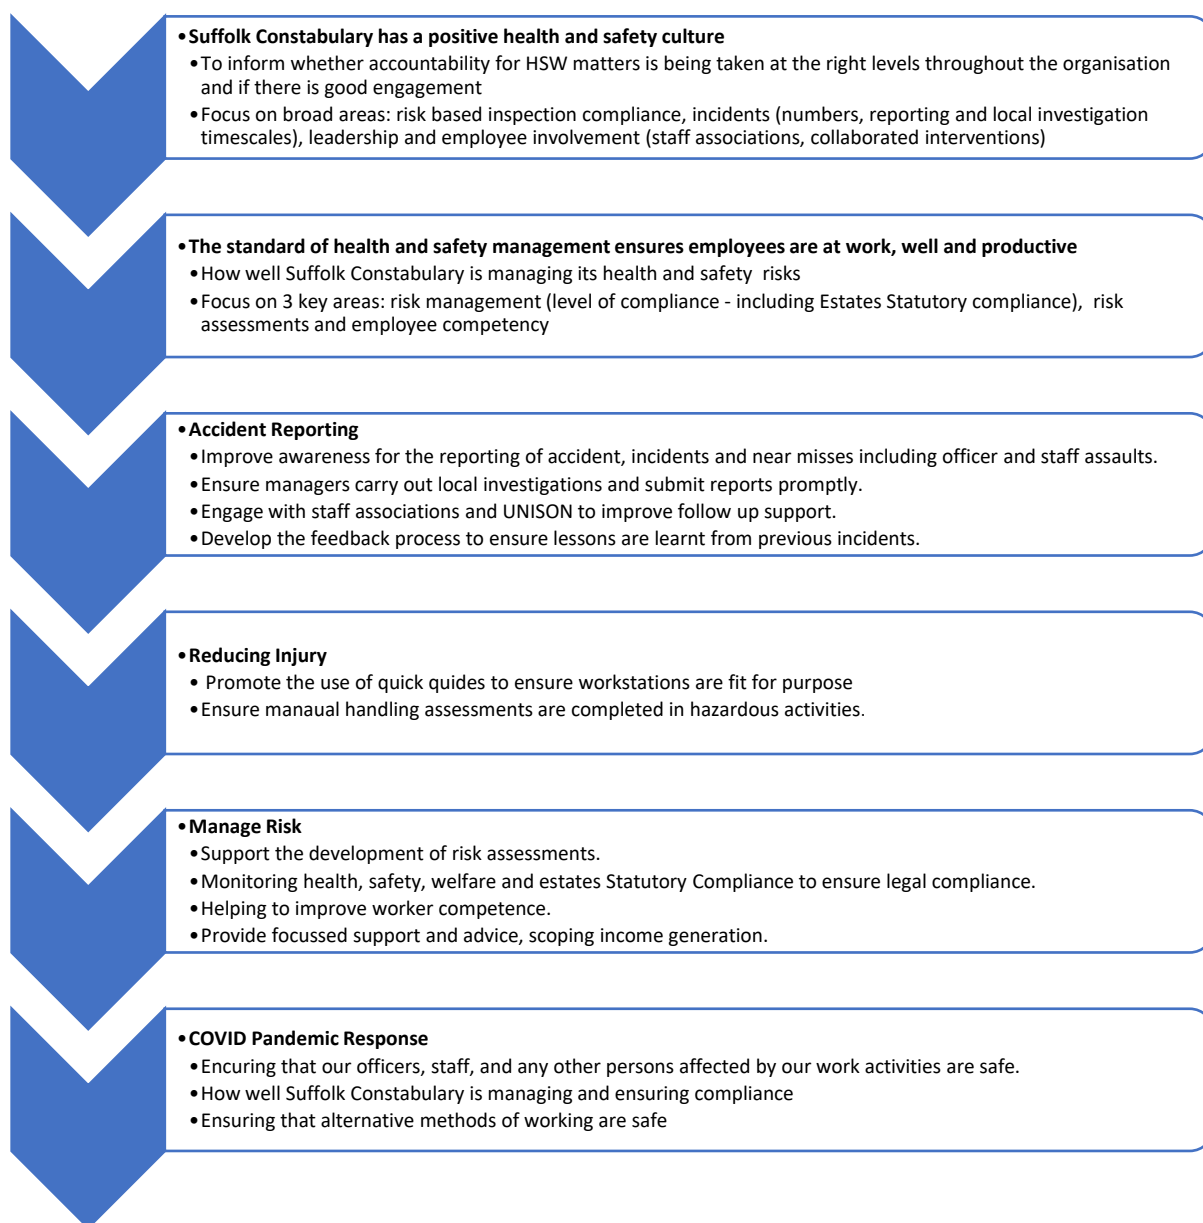 •Suffolk Constabulary has a positive health and safety culture
•To inform whether accountability for HSW matters is being taken at the right levels throughout the organisation
and if there is good engagement
•Focus on broad areas: risk based inspection compliance, incidents (numbers, reporting and local investigation
timescales), leadership and employee involvement (staff associations, collaborated interventions)
•The standard of health and safety management ensures employees are at work, well and productive
•How well Suffolk Constabulary is managing its health and safety risks
•Focus on 3 key areas: risk management (level of compliance - including Estates Statutory compliance), risk
assessments and employee competency
•Accident Reporting
•Improve awareness for the reporting of accident, incidents and near misses including officer and staff assaults.
•Ensure managers carry out local investigations and submit reports promptly.
•Engage with staff associations and UNISON to improve follow up support.
•Develop the feedback process to ensure lessons are learnt from previous incidents.
•Reducing Injury
• Promote the use of quick quides to ensure workstations are fit for purpose
•Ensure manaual handling assessments are completed in hazardous activities.
•Manage Risk
•Support the development of risk assessments.
•Monitoring health, safety, welfare and estates Statutory Compliance to ensure legal compliance.
•Helping to improve worker competence.
•Provide focussed support and advice, scoping income generation.
•COVID Pandemic Response
•Encuring that our officers, staff, and any other persons affected by our work activities are safe.
•How well Suffolk Constabulary is managing and ensuring compliance
•Ensuring that alternative methods of working are safe